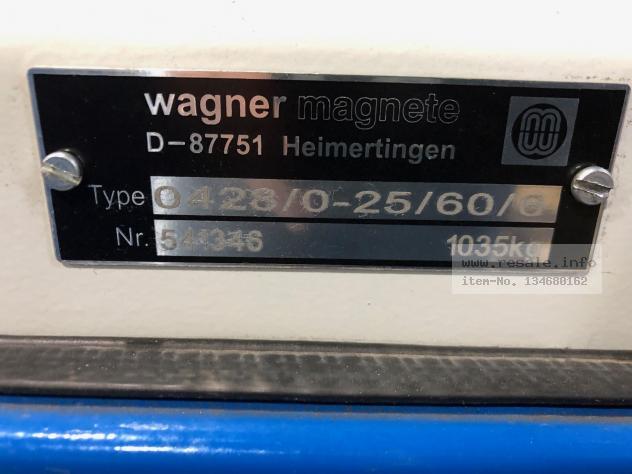 wagner magnete
D-87751 Heimertingen
Type 0428/0-25/60/6
Nr. 541346 1035kg
www.resale.info
item-No. 134680162